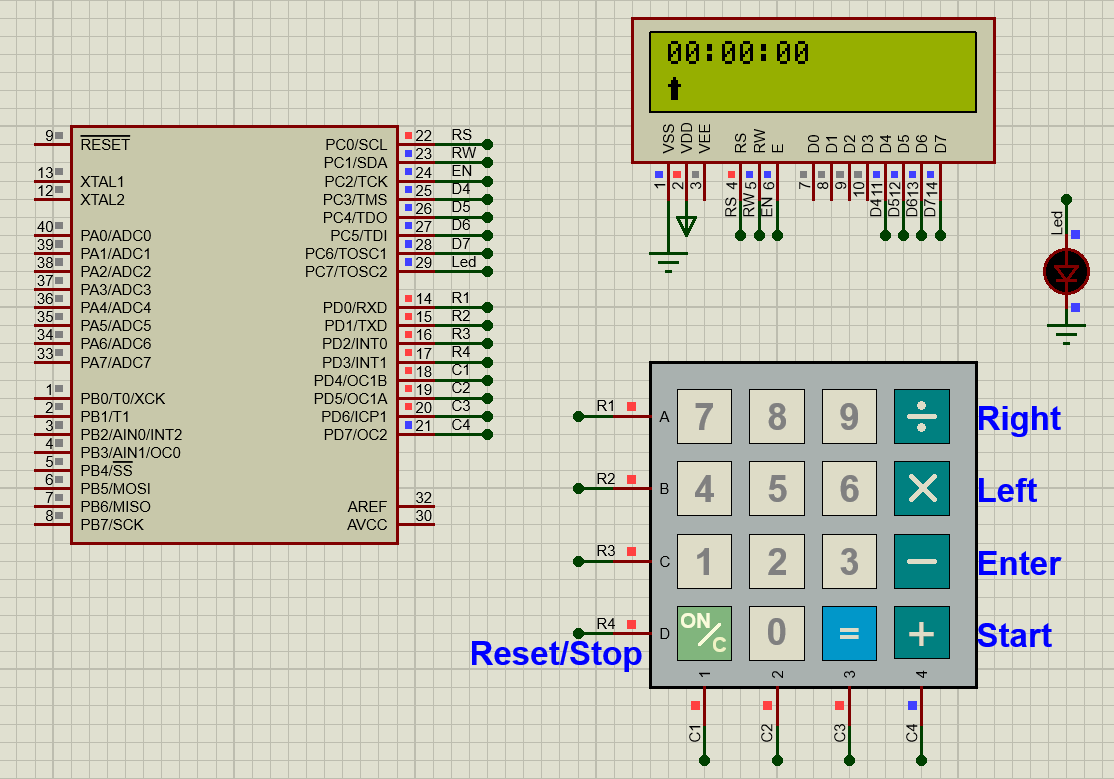 00:00:00
VSS VDD VEE RS RW E D0 D1 D2 D3 D4 D5 D6 D7
1 2 3 4 5 6 7 8 9 10 11 12 13 14
RS RW EN D4 D5 D6 D7
Led
9 RESET PC0/SCL 22 RS
PC1/SDA 23 RW
13 XTAL1 PC2/TCK 24 EN
12 XTAL2 PC3/TMS 25 D4
PC4/TDO 26 D5
40 PA0/ADC0 PC5/TDI 27 D6
39 PA1/ADC1 PC6/TOSC1 28 D7
38 PA2/ADC2 PC7/TOSC2 29 Led
37 PA3/ADC3
36 PA4/ADC4 PD0/RXD 14 R1
35 PA5/ADC5 PD1/TXD 15 R2
34 PA6/ADC6 PD2/INT0 16 R3
33 PA7/ADC7 PD3/INT1 17 R4
PD4/OC1B 18 C1
1 PB0/T0/XCK PD5/OC1A 19 C2
2 PB1/T1 PD6/ICP1 20 C3
3 PB2/AIN0/INT2 PD7/OC2 21 C4
4 PB3/AIN1/OC0
5 PB4/SS
6 PB5/MOSI
7 PB6/MISO AREF 32
8 PB7/SCK AVCC 30
R1 A 7 8 9 ÷ Right
R2 B 4 5 6 × Left
R3 C 1 2 3 − Enter
R4 D ON/C 0 = + Start
Reset/Stop
1 2 3 4
C1 C2 C3 C4